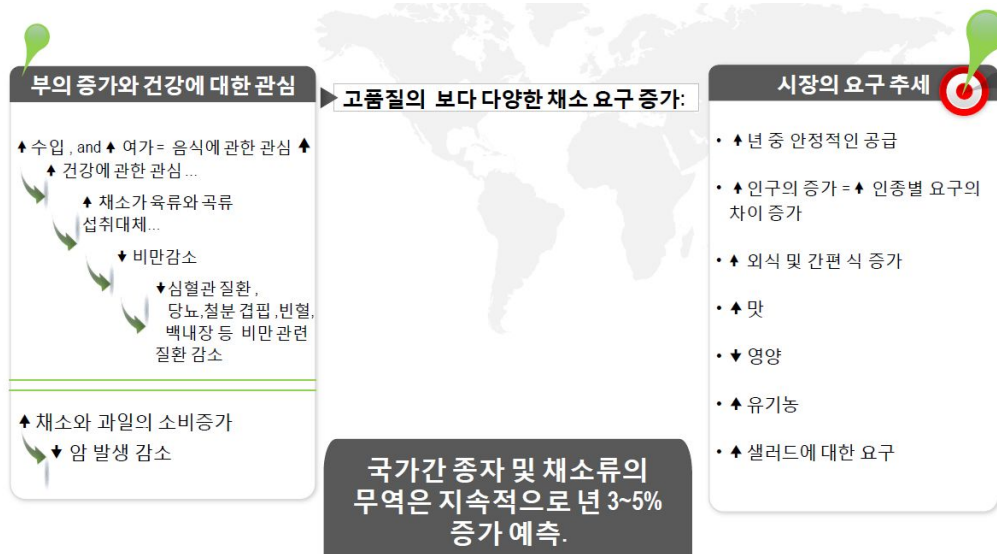 부의 증가와 건강에 대한 관심
↑ 수입 , and ↑ 여가 = 음식에 관한 관심 ↑
↑ 건강에 관한 관심 ...
↑ 채소가 육류와 곡류
섭취대체...
↓ 비만감소
↓심혈관 질환 ,
당뇨,철분 겹핍 ,빈혈,
백내장 등 비만 관련
질환 감소
↑ 채소와 과일의 소비증가
↓ 암 발생 감소
고품질의 보다 다양한 채소 요구 증가:
국가간 종자 및 채소류의
무역은 지속적으로 년 3~5%
증가 예측.
시장의 요구 추세
• ↑ 년 중 안정적인 공급
• ↑ 인구의 증가 = ↑ 인종별 요구의
차이 증가
• ↑ 외식 및 간편 식 증가
• ↑ 맛
• ↓ 영양
• ↑ 유기농
• ↑ 샐러드에 대한 요구